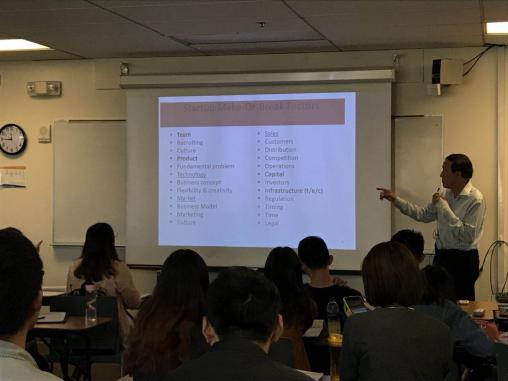 Startup Make-Or-Break Factors
Team
Recruiting
Culture
Product
Fundamental problem
Technology
Business concept
Flexibility & creativity
Market
Business Model
Marketing
Culture
Sales
Customers
Distribution
Competition
Operations
Capital
Investors
Infrastructure (t/e/c)
Regulation
Timing
Time
Legal